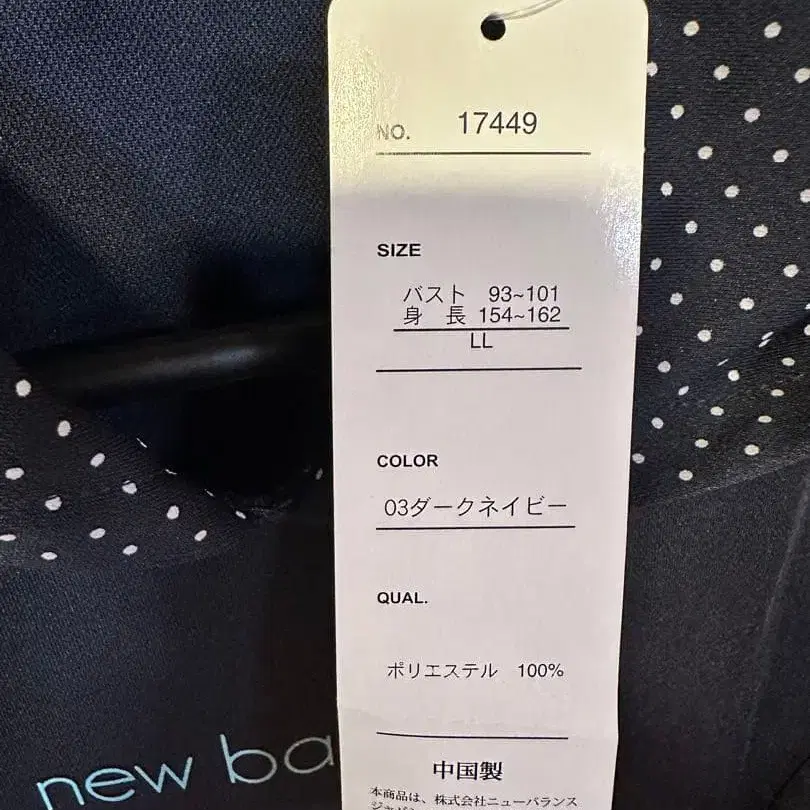 NO. 17449
SIZE
バスト 93~101
身 長 154~162
LL
COLOR
03ダークネイビー
QUAL.
ポリエステル 100%
中国製
本商品は、株式会社ニューバランス
new ba